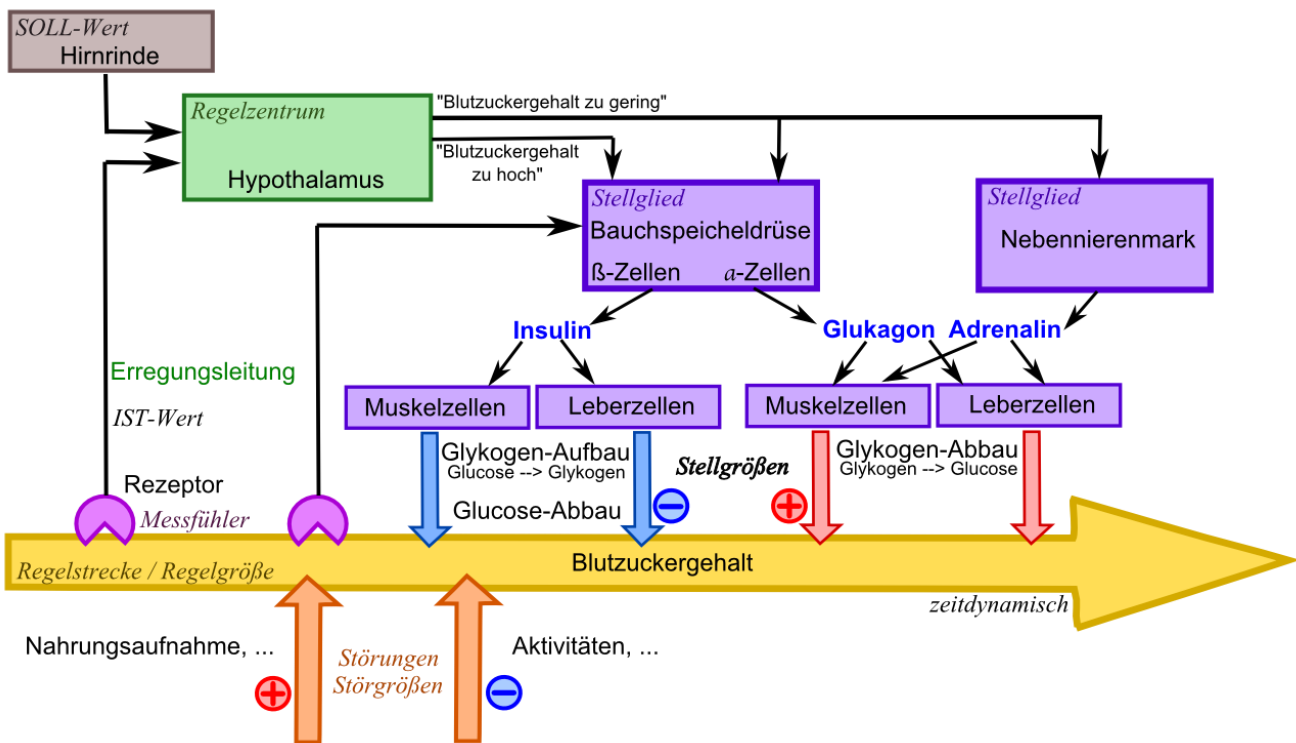 SOLL-Wert
Hirnrinde
Regelzentrum
Hypothalamus
"Blutzuckergehalt zu gering"
"Blutzuckergehalt
zu hoch"
Stellglied
Bauchspeicheldrüse
ß-Zellen a-Zellen
Stellglied
Nebennierenmark
Insulin
Glukagon
Adrenalin
Erregungsleitung
IST-Wert
Muskelzellen
Leberzellen
Muskelzellen
Leberzellen
Glykogen-Aufbau
Glucose --> Glykogen
Glucose-Abbau
Stellgrößen
Glykogen-Abbau
Glykogen --> Glucose
Rezeptor
Messfühler
Regelstrecke / Regelgröße
Blutzuckergehalt
zeitdynamisch
Nahrungsaufnahme, ...
Störungen
Störgrößen
Aktivitäten, ...